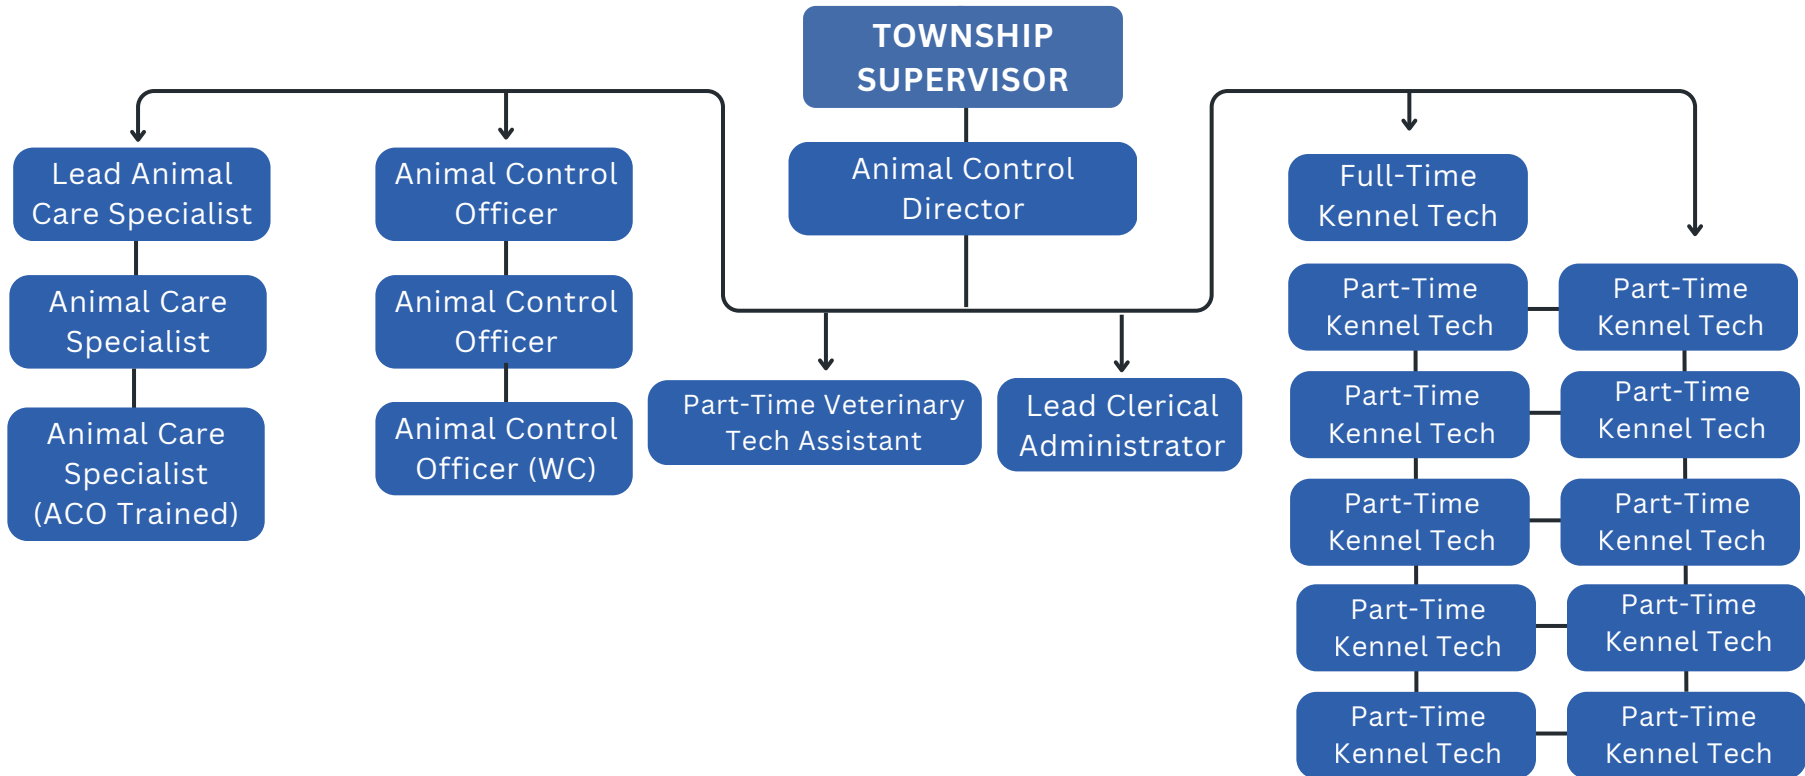 TOWNSHIP
SUPERVISOR
Animal Control
Director
Lead Animal
Care Specialist
Animal Care
Specialist
Animal Care
Specialist
(ACO Trained)
Animal Control
Officer
Animal Control
Officer
Animal Control
Officer (WC)
Part-Time Veterinary
Tech Assistant
Lead Clerical
Administrator
Full-Time
Kennel Tech
Part-Time
Kennel Tech
Part-Time
Kennel Tech
Part-Time
Kennel Tech
Part-Time
Kennel Tech
Part-Time
Kennel Tech
Part-Time
Kennel Tech
Part-Time
Kennel Tech
Part-Time
Kennel Tech
Part-Time
Kennel Tech
Part-Time
Kennel Tech